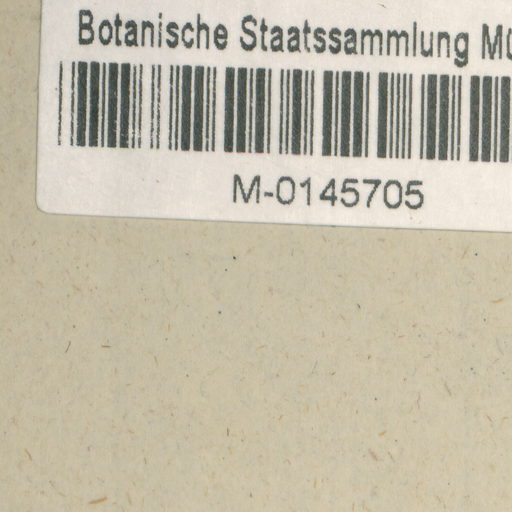 Botanische Staatssammlung
M-0145705